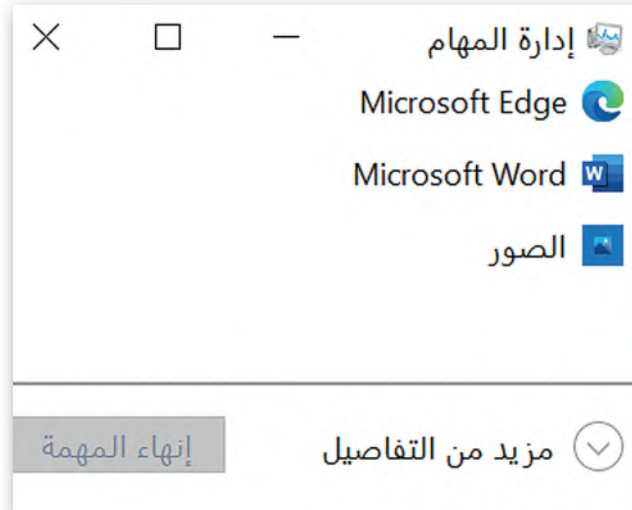 إدارة المهام
Microsoft Edge
Microsoft Word
الصور
مزيد من التفاصيل
إنهاء المهمة